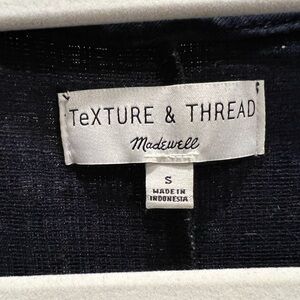 TeXTURE & THREAD
Madewell
S
MADE IN
INDONESIA